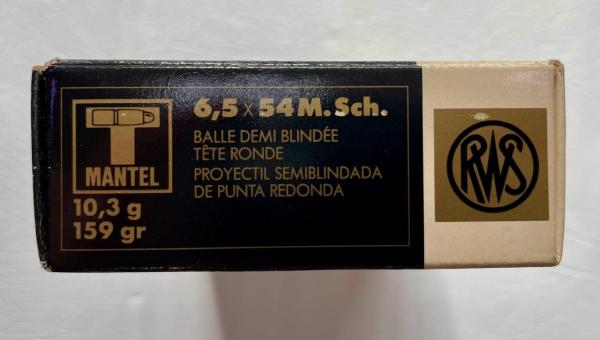 T
MANTEL
10,3 g
159 gr
6,5 x 54 M. Sch.
BALLE DEMI BLINDÉE
TÊTE RONDE
PROYECTIL SEMIBLINDADA
DE PUNTA REDONDA
RWS